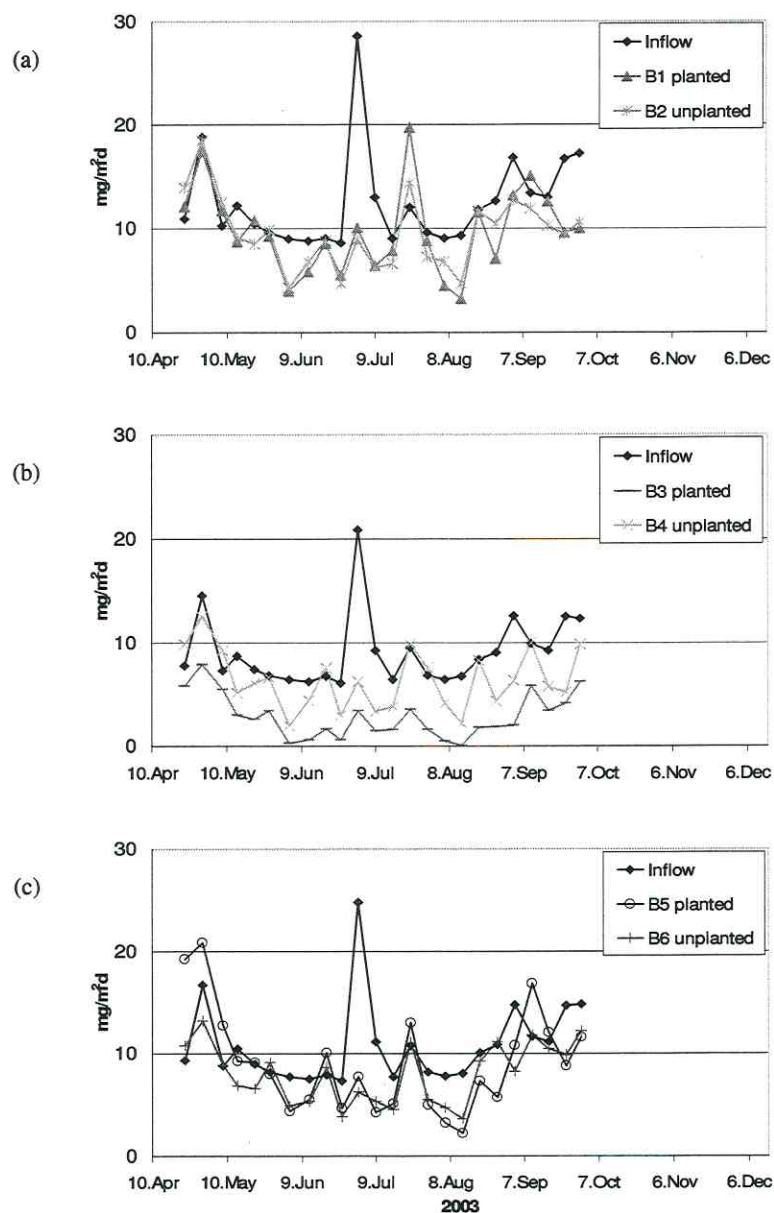 (a)
30
20
10
0
mg/m²d
Inflow
B1 planted
B2 unplanted
10.Apr 10.May 9.Jun 9.Jul 8.Aug 7.Sep 7.Oct 6.Nov 6.Dec
(b)
30
20
10
0
mg/m²d
Inflow
B3 planted
B4 unplanted
10.Apr 10.May 9.Jun 9.Jul 8.Aug 7.Sep 7.Oct 6.Nov 6.Dec
(c)
30
20
10
0
mg/m²d
Inflow
B5 planted
B6 unplanted
10.Apr 10.May 9.Jun 9.Jul 8.Aug 7.Sep 7.Oct 6.Nov 6.Dec
2003